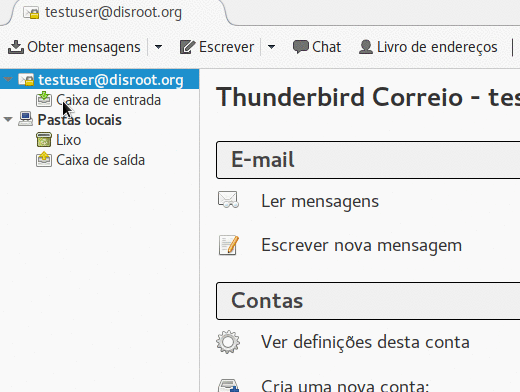 testuser@disroot.org
Obter mensagens Escrever Chat Livro de endereços
testuser@disroot.org
Caixa de entrada
Pastas locais
Lixo
Caixa de saída
Thunderbird Correio - tes
E-mail
Ler mensagens
Escrever nova mensagem
Contas
Ver definições desta conta
Cria uma nova conta: